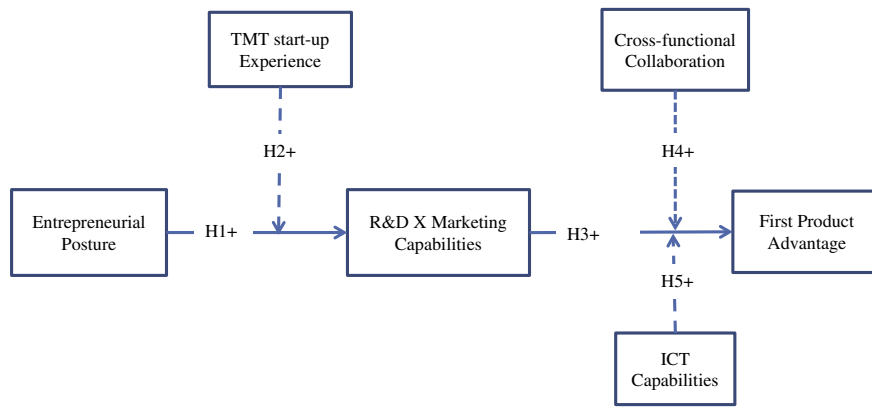 TMT start-up
Experience
Cross-functional
Collaboration
H2+
H4+
Entrepreneurial
Posture
H1+
R&D X Marketing
Capabilities
H3+
First Product
Advantage
H5+
ICT
Capabilities